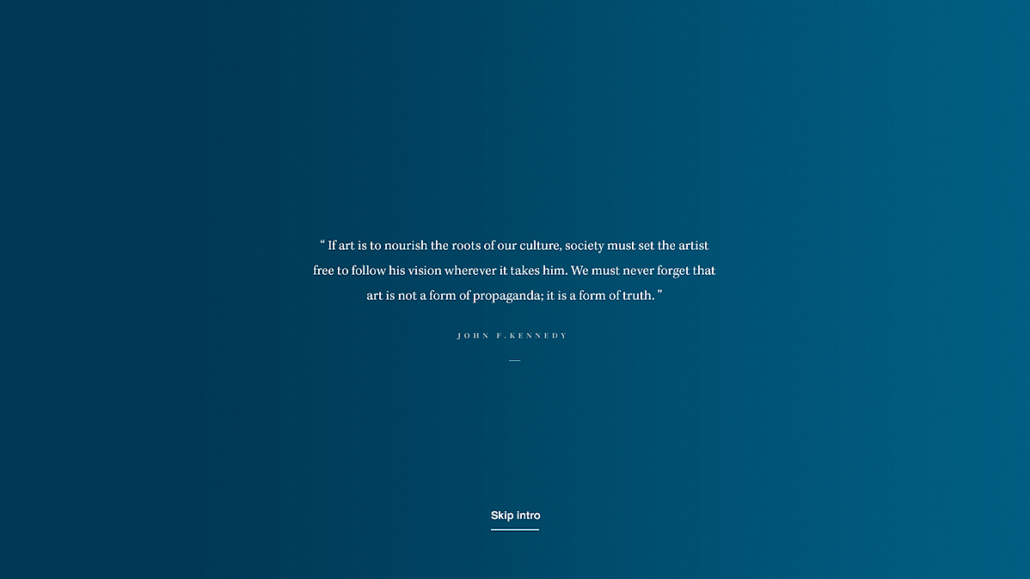 “ If art is to nourish the roots of our culture, society must set the artist
free to follow his vision wherever it takes him. We must never forget that
art is not a form of propaganda; it is a form of truth. ”
JOHN F.KENNEDY
Skip intro